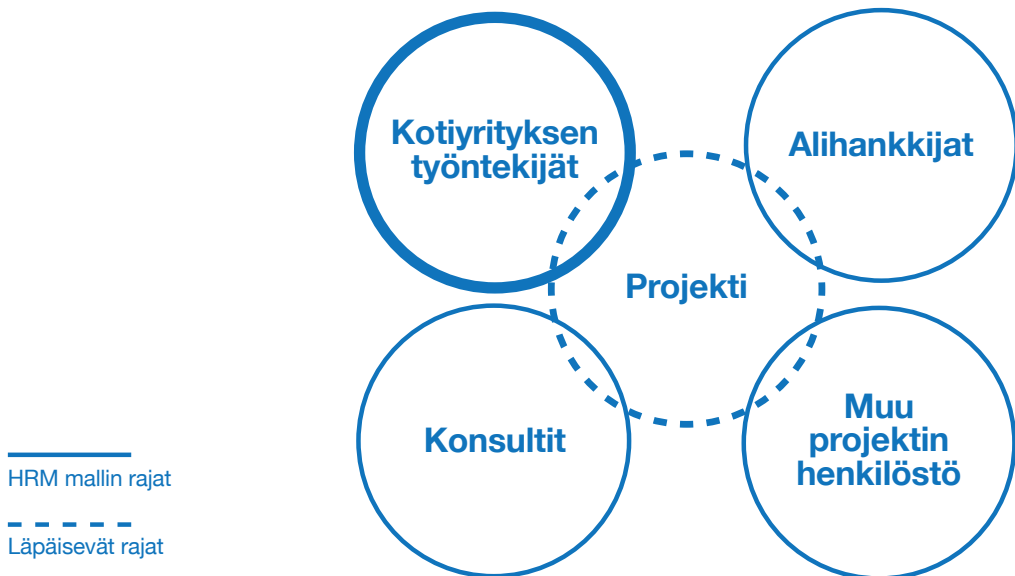 Kotiyrityksen
työntekijät
Alihankkijat
Projekti
Konsultit
Muu
projektin
henkilöstö
HRM mallin rajat
Läpäisevät rajat